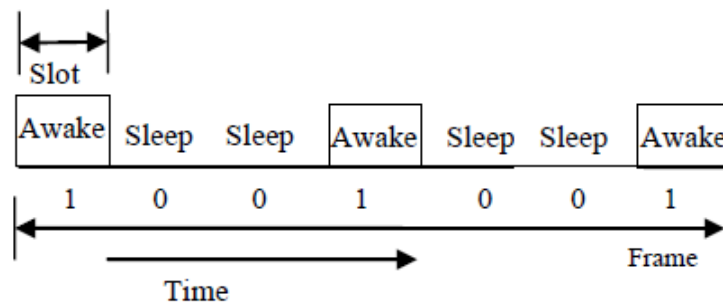 Slot
Awake Sleep Sleep Awake Sleep Sleep Awake
1 0 0 1 0 0 1
Frame
Time